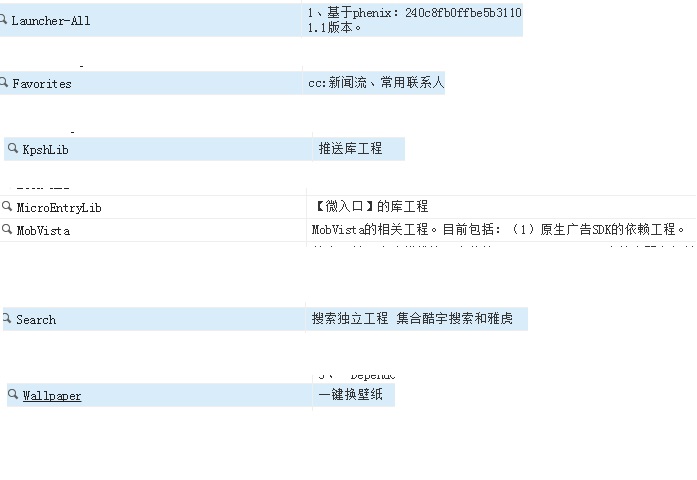 Launcher-All 1、基于phenix: 240c8fb0ffbe5b3110
1.1版本。
Favorites cc:新闻流、常用联系人
KpshLib 推送库工程
MicroEntryLib 【微入口】的库工程
MobVista MobVista的相关工程。目前包括：（1）原生广告SDK的依赖工程。
Search 搜索独立工程 集合酷宇搜索和雅虎
Wallpaper 一键换壁纸